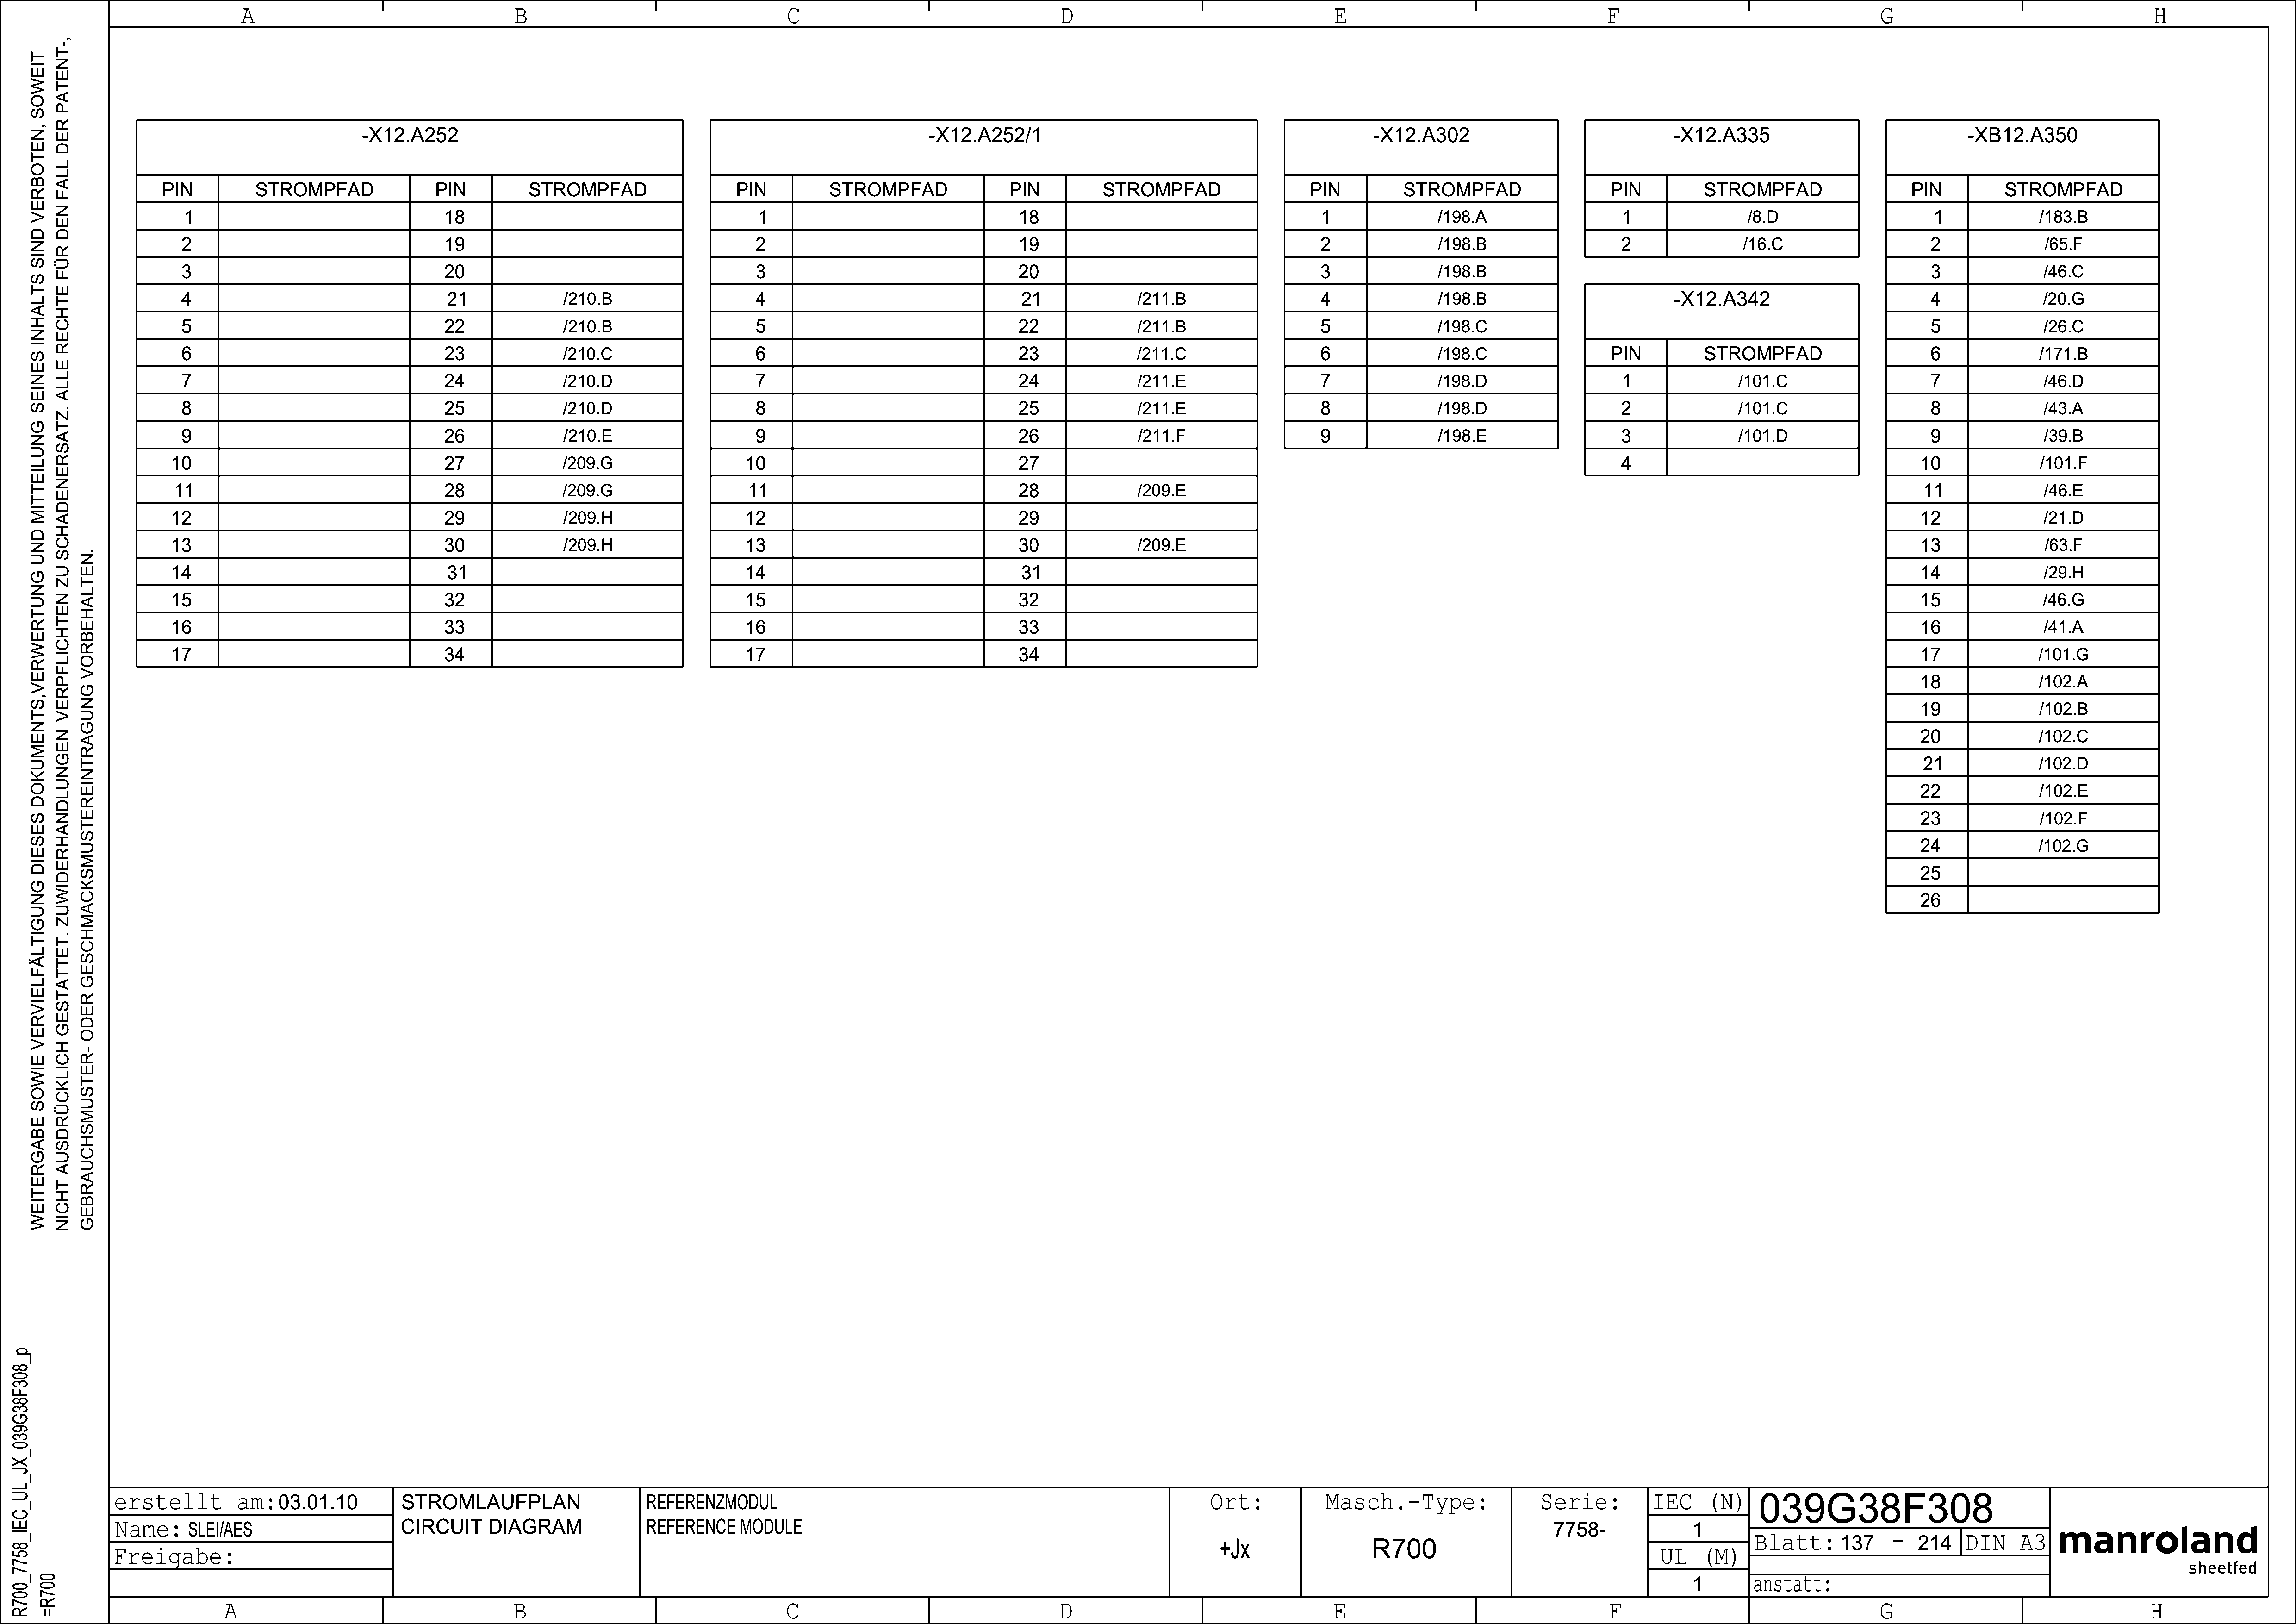 A B C D E F G H
WEITERGABE SOWIE VERVIELFÄLTIGUNG DIESES DOKUMENTS,VERWERTUNG UND MITTEILUNG SEINES INHALTS SIND VERBOTEN, SOWEIT
NICHT AUSDRÜCKLICH GESTATTET. ZUWIDERHANDLUNGEN VERPFLICHTEN ZU SCHADENERSATZ. ALLE RECHTE FÜR DEN FALL DER PATENT-,
GEBRAUCHSMUSTER- ODER GESCHMACKSMUSTEREINTRAGUNG VORBEHALTEN.
R700_7758_IEC_UL_JX_039G38F308_p
=R700
-X12.A252
PIN STROMPFAD PIN STROMPFAD
1 18
2 19
3 20
4 21 /210.B
5 22 /210.B
6 23 /210.C
7 24 /210.D
8 25 /210.D
9 26 /210.E
10 27 /209.G
11 28 /209.G
12 29 /209.H
13 30 /209.H
14 31
15 32
16 33
17 34
-X12.A252/1
PIN STROMPFAD PIN STROMPFAD
1 18
2 19
3 20
4 21 /211.B
5 22 /211.B
6 23 /211.C
7 24 /211.E
8 25 /211.E
9 26 /211.F
10 27
11 28 /209.E
12 29
13 30 /209.E
14 31
15 32
16 33
17 34
-X12.A302
PIN STROMPFAD
1 /198.A
2 /198.B
3 /198.B
4 /198.B
5 /198.C
6 /198.C
7 /198.D
8 /198.D
9 /198.E
-X12.A335
PIN STROMPFAD
1 /8.D
2 /16.C
-X12.A342
PIN STROMPFAD
1 /101.C
2 /101.C
3 /101.D
4
-XB12.A350
PIN STROMPFAD
1 /183.B
2 /65.F
3 /46.C
4 /20.G
5 /26.C
6 /171.B
7 /46.D
8 /43.A
9 /39.B
10 /101.F
11 /46.E
12 /21.D
13 /63.F
14 /29.H
15 /46.G
16 /41.A
17 /101.G
18 /102.A
19 /102.B
20 /102.C
21 /102.D
22 /102.E
23 /102.F
24 /102.G
25
26
erstellt am: 03.01.10
Name: SLEI/AES
Freigabe:
STROMLAUFPLAN
CIRCUIT DIAGRAM
REFERENZMODUL
REFERENCE MODULE
Ort:
+Jx
Masch.-Type:
R700
Serie:
7758-
IEC (N)
1
UL (M)
1
039G38F308
Blatt: 137 - 214 DIN A3
anstatt:
manroland
sheetfed
A B C D E F G H